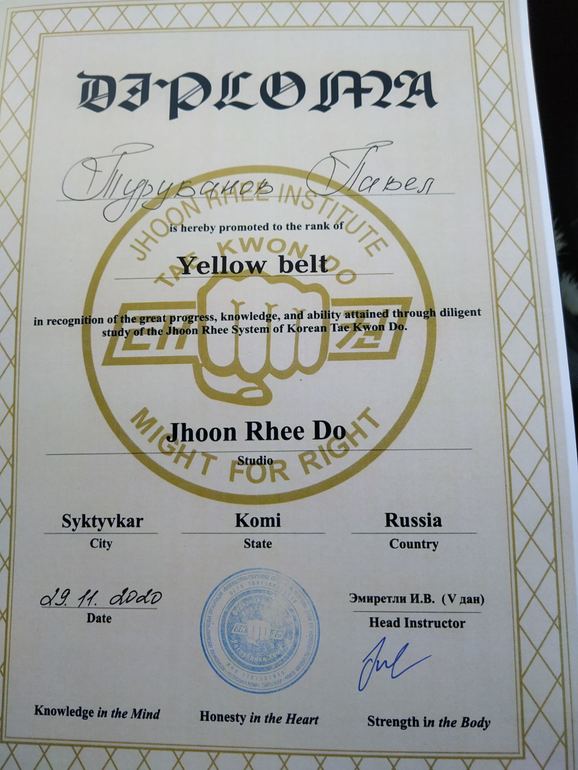 DIPLOMA
Турубанов Павел
JHOON RHEE INSTITUTE
is hereby promoted to the rank of
TAE KWON DO
Yellow belt
in recognition of the great progress, knowledge, and ability attained through diligent
study of the Jhoon Rhee System of Korean Tae Kwon Do.
Jhoon Rhee Do
MIGHT FOR RIGHT
Studio
Syktyvkar Komi Russia
City State Country
29.11.2020 Эмиретли И.В. (V дан)
Date Head Instructor
Knowledge in the Mind Honesty in the Heart Strength in the Body